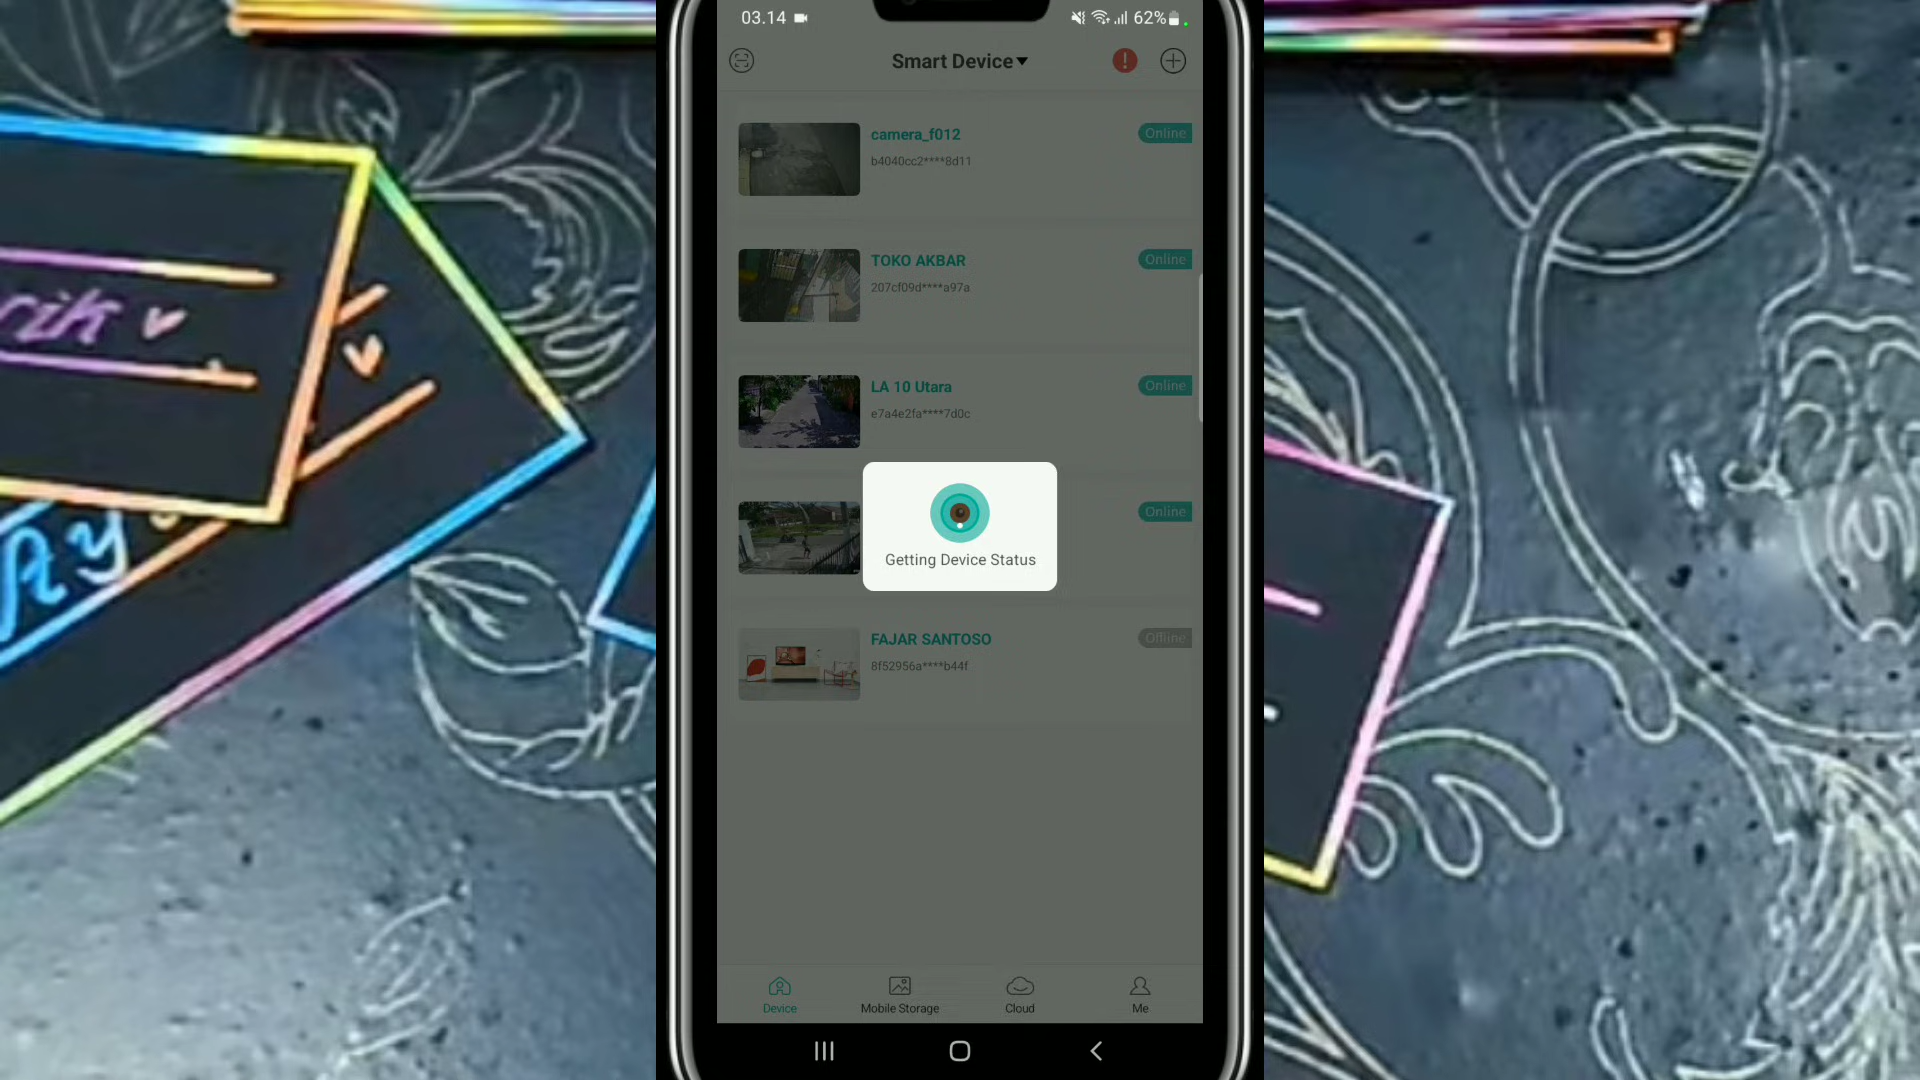 03.14
62%
Smart Device
camera_f012
Online
b4040cc2****8d11
TOKO AKBAR
Online
207cf09d****a97a
LA 10 Utara
Online
e7a4e2fa****7d0c
Online
Getting Device Status
FAJAR SANTOSO
Offline
8f52956a****b44f
Device
Mobile Storage
Cloud
Me